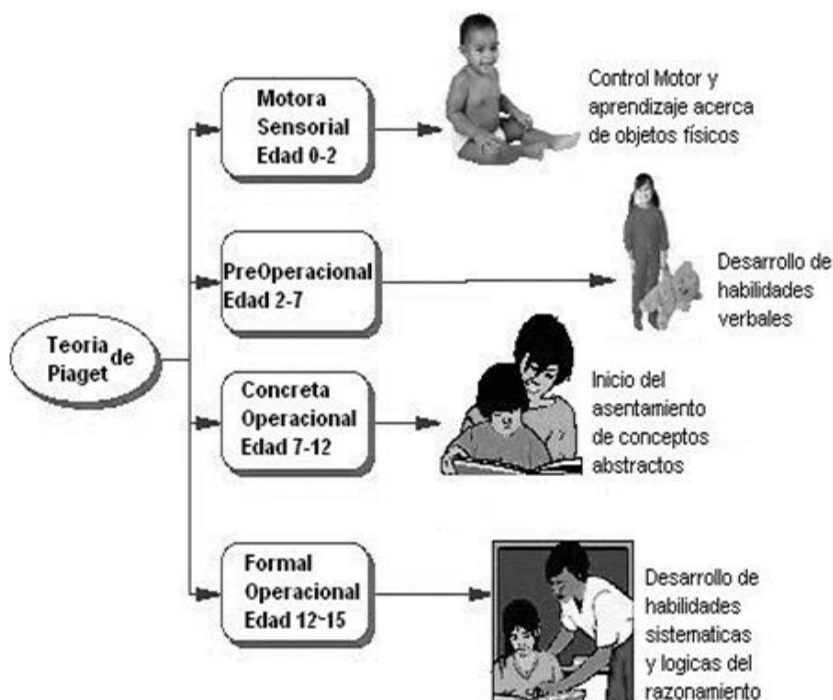 Motora
Sensorial
Edad 0-2
Control Motor y
aprendizaje acerca
de objetos físicos
PreOperacional
Edad 2-7
Desarrollo de
habilidades
verbales
Teoria de
Piaget
Concreta
Operacional
Edad 7-12
Inicio del
asentamiento
de conceptos
abstractos
Formal
Operacional
Edad 12~15
Desarrollo de
habilidades
sistematicas
y logicas del
razonamiento